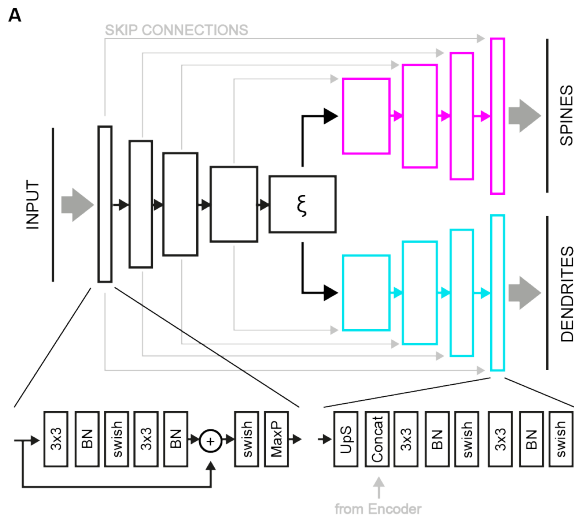 A
SKIP CONNECTIONS
INPUT
ξ
SPINES
DENDRITES
3x3
BN
swish
3x3
BN
+
swish
MaxP
UpS
Concat
3x3
BN
swish
3x3
BN
swish
from Encoder